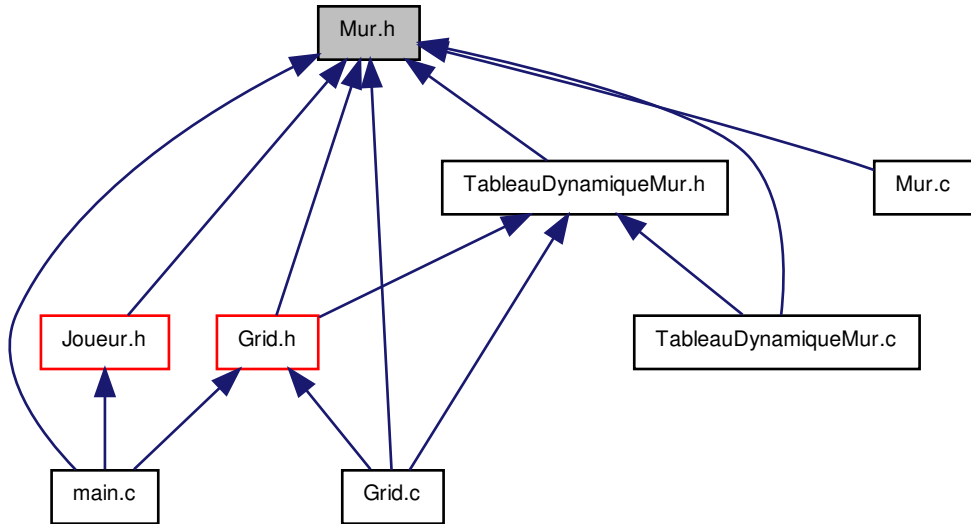 Mur.h
TableauDynamiqueMur.h
Mur.c
Joueur.h
Grid.h
TableauDynamiqueMur.c
main.c
Grid.c